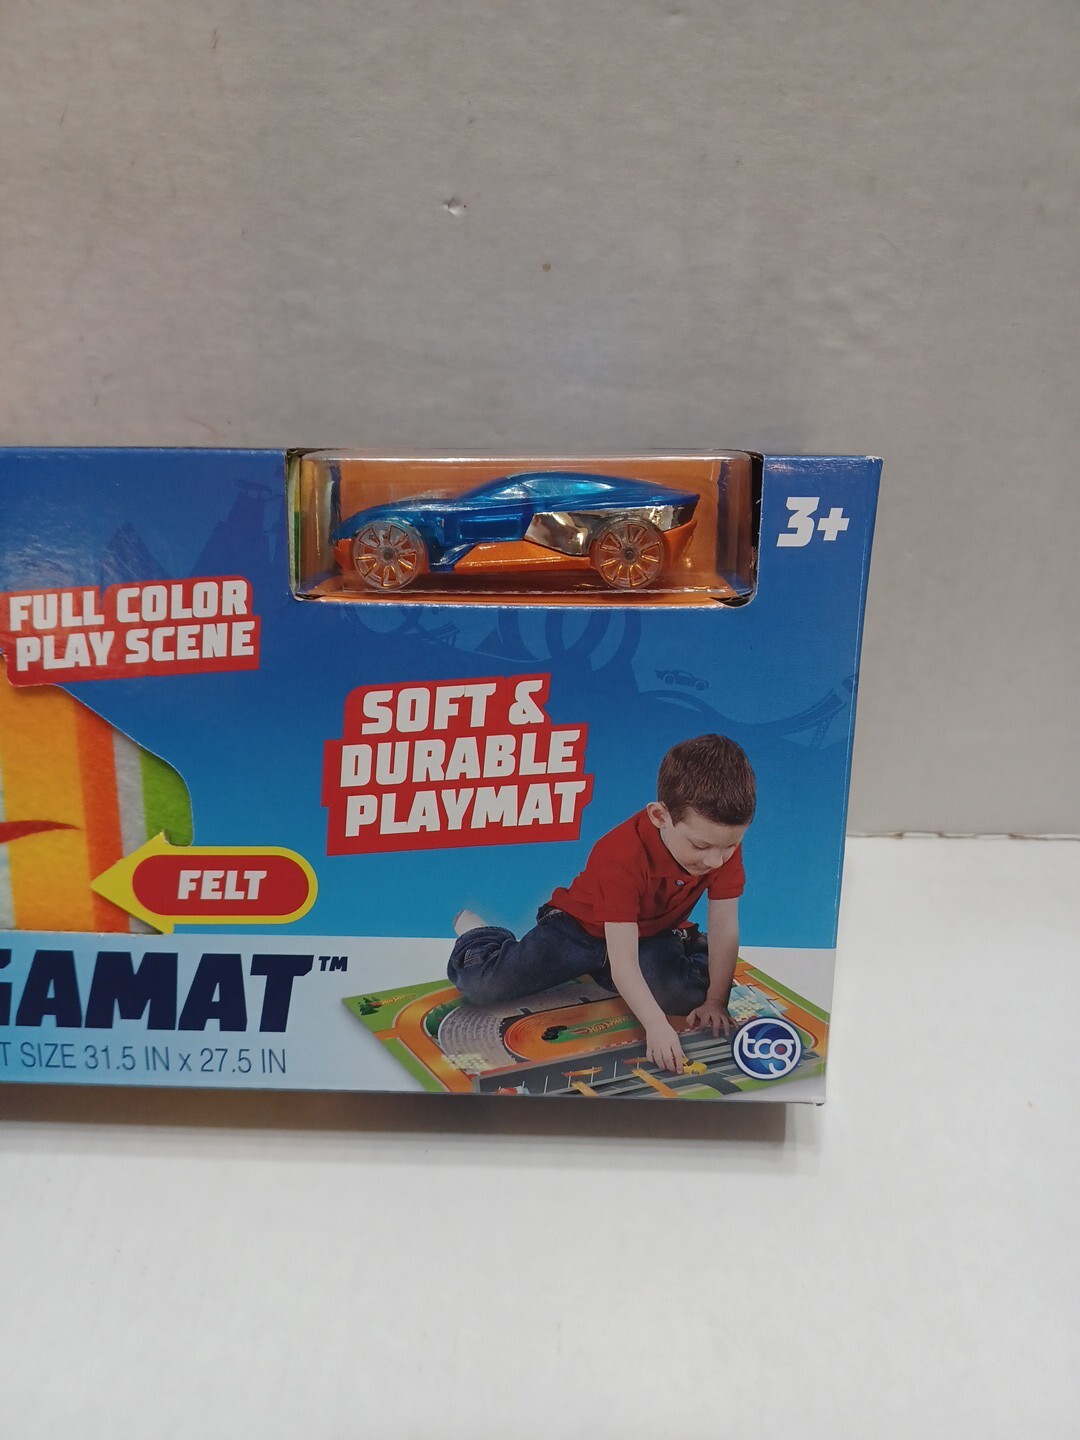 3+
FULL COLOR
PLAY SCENE
SOFT &
DURABLE
PLAYMAT
FELT
GAMAT™
T SIZE 31.5 IN x 27.5 IN
tcg